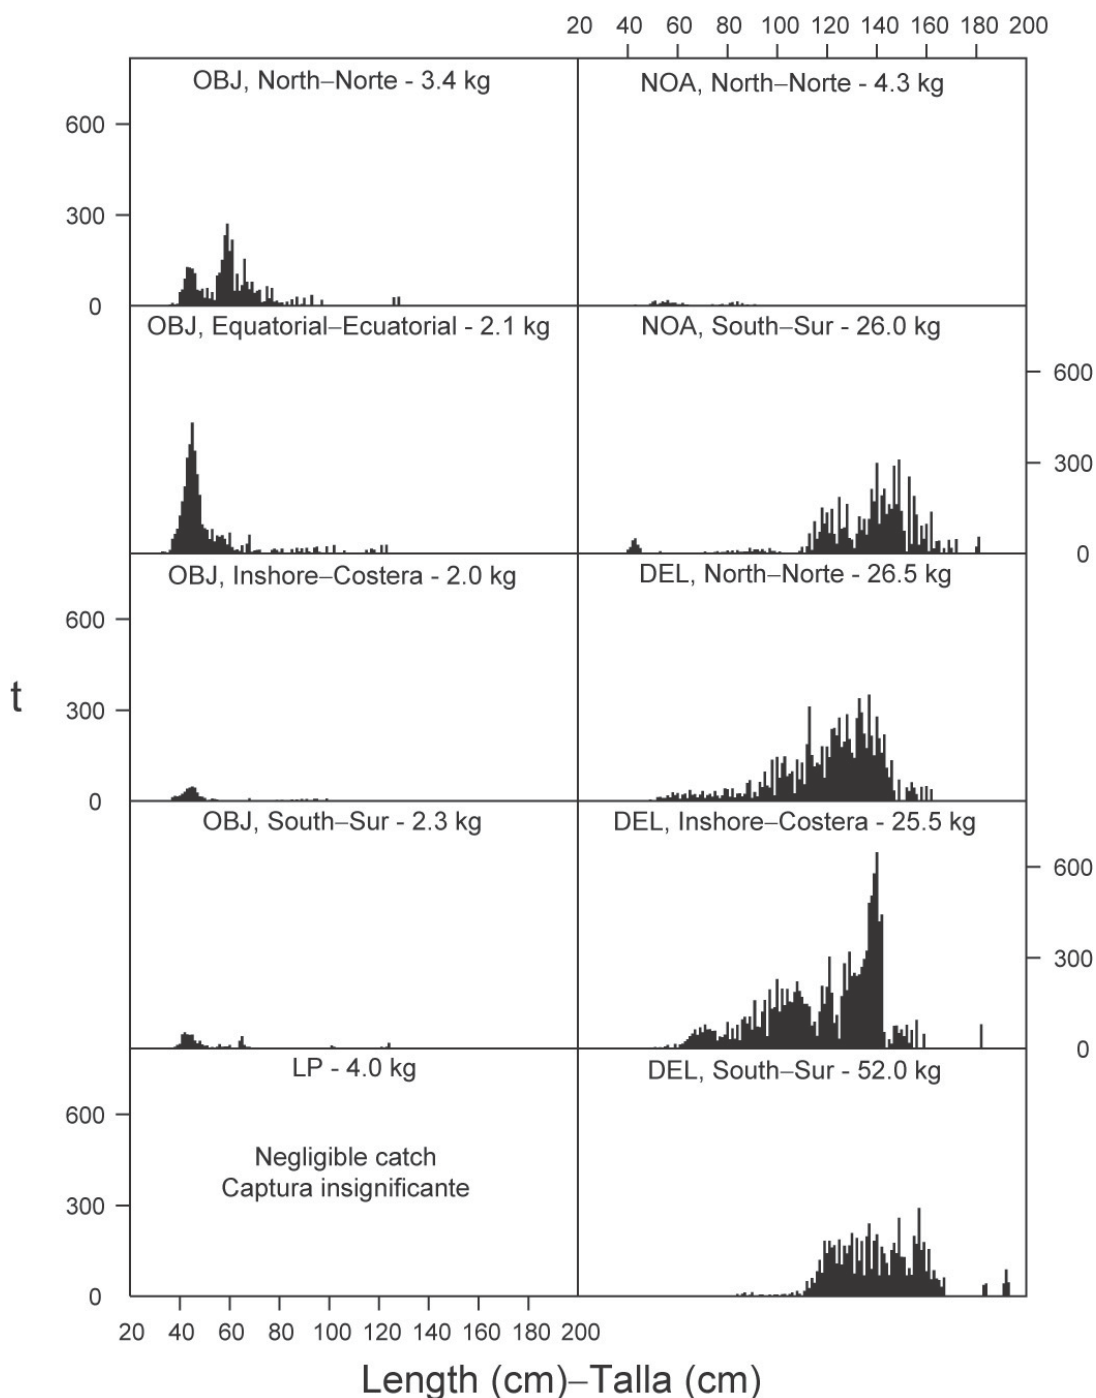 20 60 100 140 180
40 80 120 160 200
OBJ, North–Norte - 3.4 kg
NOA, North–Norte - 4.3 kg
600
300
0
OBJ, Equatorial–Ecuatorial - 2.1 kg
NOA, South–Sur - 26.0 kg
600
300
0
OBJ, Inshore–Costera - 2.0 kg
DEL, North–Norte - 26.5 kg
600
t
300
0
OBJ, South–Sur - 2.3 kg
DEL, Inshore–Costera - 25.5 kg
600
300
0
LP - 4.0 kg
DEL, South–Sur - 52.0 kg
600
Negligible catch
Captura insignificante
300
0
20 40 60 80 100 120 140 160 180 200
Length (cm)–Talla (cm)